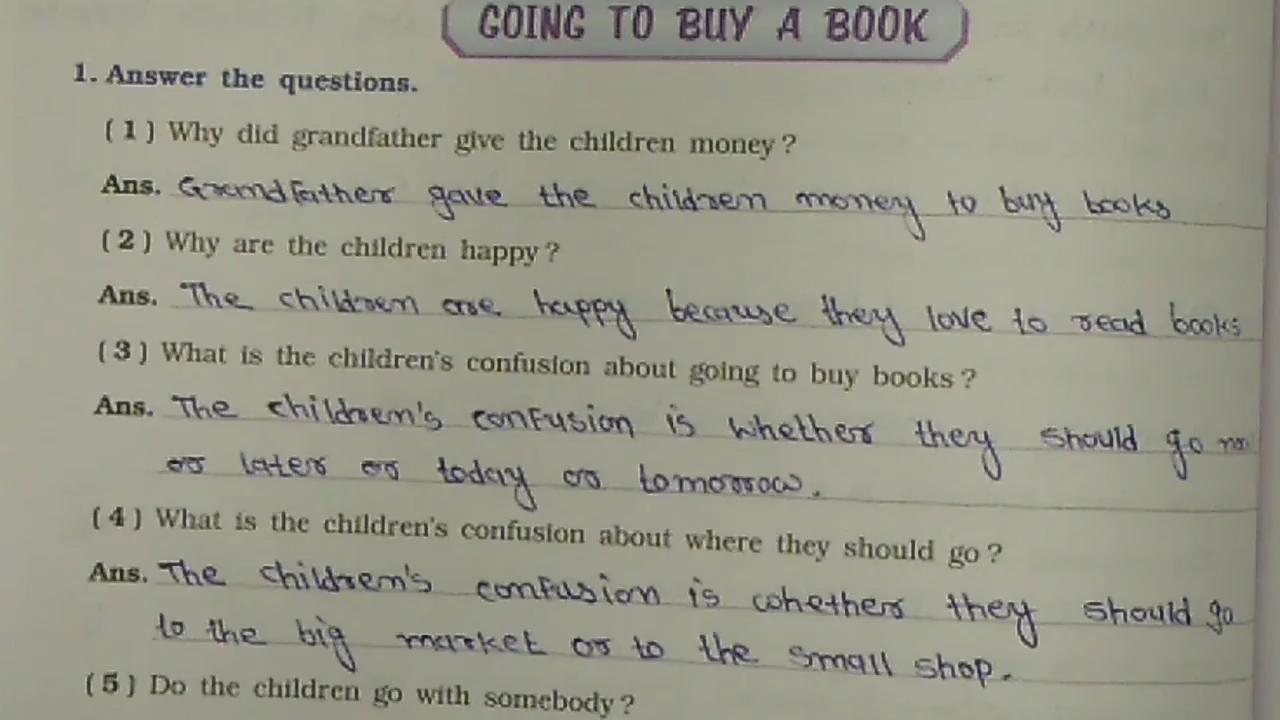 GOING TO BUY A BOOK
1. Answer the questions.
(1) Why did grandfather give the children money?
Ans. Grandfather gave the children money to buy books
(2) Why are the children happy?
Ans. The children are happy because they love to read books
(3) What is the children's confusion about going to buy books?
Ans. The children's confusion is whether they should go
or later or today or tomorrow.
(4) What is the children's confusion about where they should go?
Ans. The children's confusion is whether they should go
to the big market or to the small shop.
(5) Do the children go with somebody?